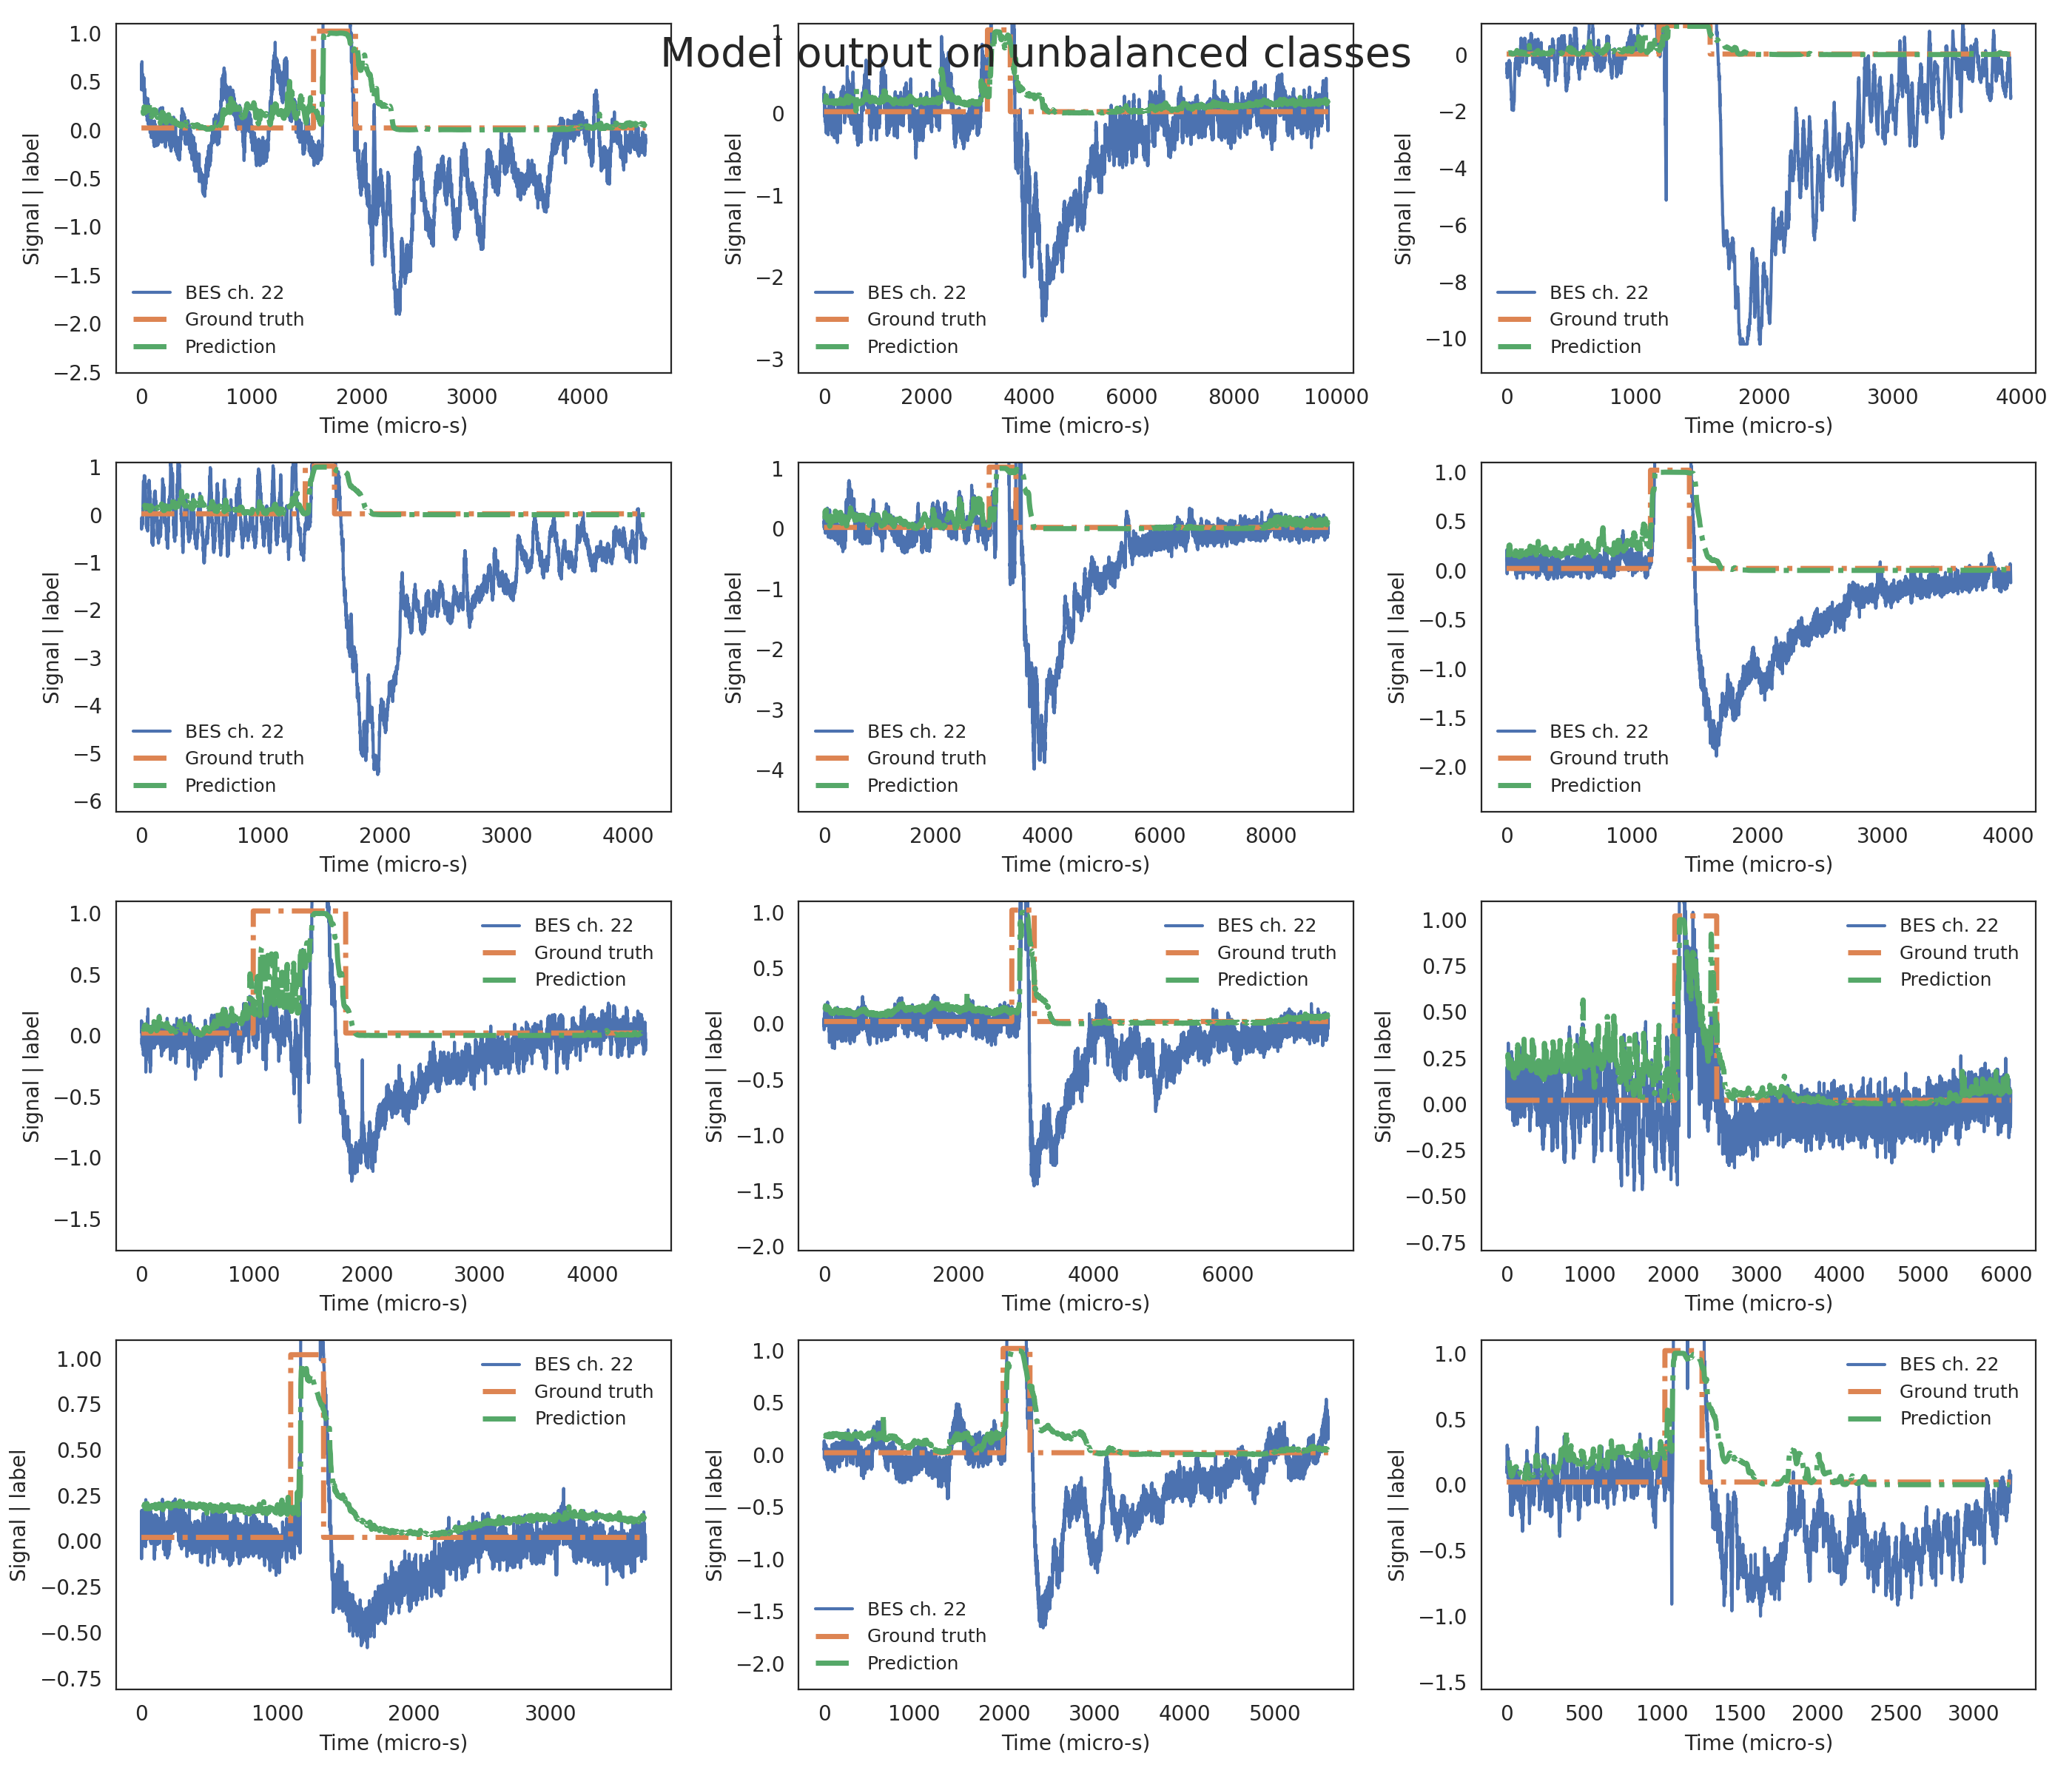 Model output on unbalanced classes
1.0
0.5
0.0
−0.5
−1.0
−1.5
−2.0
−2.5
Signal | label
BES ch. 22
Ground truth
Prediction
0 1000 2000 3000 4000
Time (micro-s)
1
0
−1
−2
−3
Signal | label
BES ch. 22
Ground truth
Prediction
0 2000 4000 6000 8000 10000
Time (micro-s)
0
−2
−4
−6
−8
−10
Signal | label
BES ch. 22
Ground truth
Prediction
0 1000 2000 3000 4000
Time (micro-s)
1
0
−1
−2
−3
−4
−5
−6
Signal | label
BES ch. 22
Ground truth
Prediction
0 1000 2000 3000 4000
Time (micro-s)
1
0
−1
−2
−3
−4
Signal | label
BES ch. 22
Ground truth
Prediction
0 2000 4000 6000 8000
Time (micro-s)
1.0
0.5
0.0
−0.5
−1.0
−1.5
−2.0
Signal | label
BES ch. 22
Ground truth
Prediction
0 1000 2000 3000 4000
Time (micro-s)
1.0
0.5
0.0
−0.5
−1.0
−1.5
Signal | label
BES ch. 22
Ground truth
Prediction
0 1000 2000 3000 4000
Time (micro-s)
1.0
0.5
0.0
−0.5
−1.0
−1.5
−2.0
Signal | label
BES ch. 22
Ground truth
Prediction
0 2000 4000 6000
Time (micro-s)
1.00
0.75
0.50
0.25
0.00
−0.25
−0.50
−0.75
Signal | label
BES ch. 22
Ground truth
Prediction
0 1000 2000 3000 4000 5000 6000
Time (micro-s)
1.00
0.75
0.50
0.25
0.00
−0.25
−0.50
−0.75
Signal | label
BES ch. 22
Ground truth
Prediction
0 1000 2000 3000
Time (micro-s)
1.0
0.5
0.0
−0.5
−1.0
−1.5
−2.0
Signal | label
BES ch. 22
Ground truth
Prediction
0 1000 2000 3000 4000 5000
Time (micro-s)
1.0
0.5
0.0
−0.5
−1.0
−1.5
Signal | label
BES ch. 22
Ground truth
Prediction
0 500 1000 1500 2000 2500 3000
Time (micro-s)